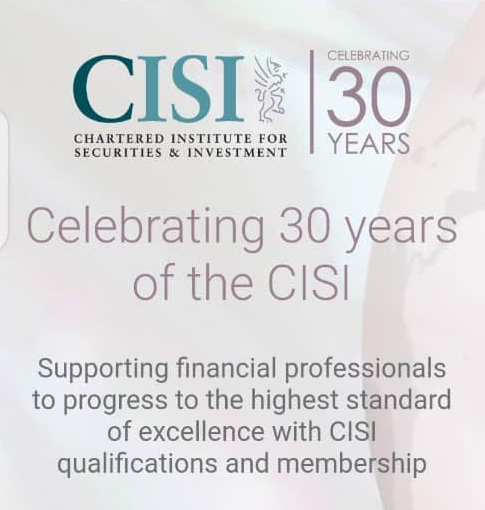 CISI
CHARTERED INSTITUTE FOR
SECURITIES & INVESTMENT
CELEBRATING
30
YEARS
Celebrating 30 years
of the CISI
Supporting financial professionals
to progress to the highest standard
of excellence with CISI
qualifications and membership